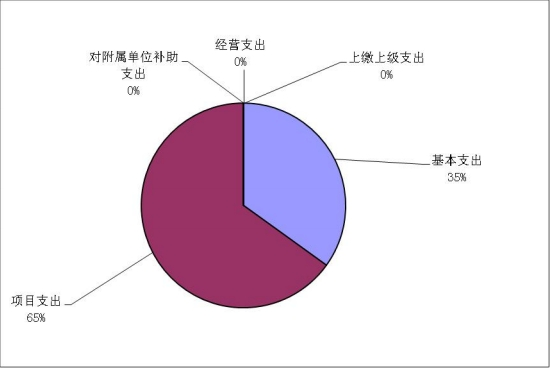 经营支出
0%
对附属单位补助
支出
0%
上缴上级支出
0%
基本支出
35%
项目支出
65%